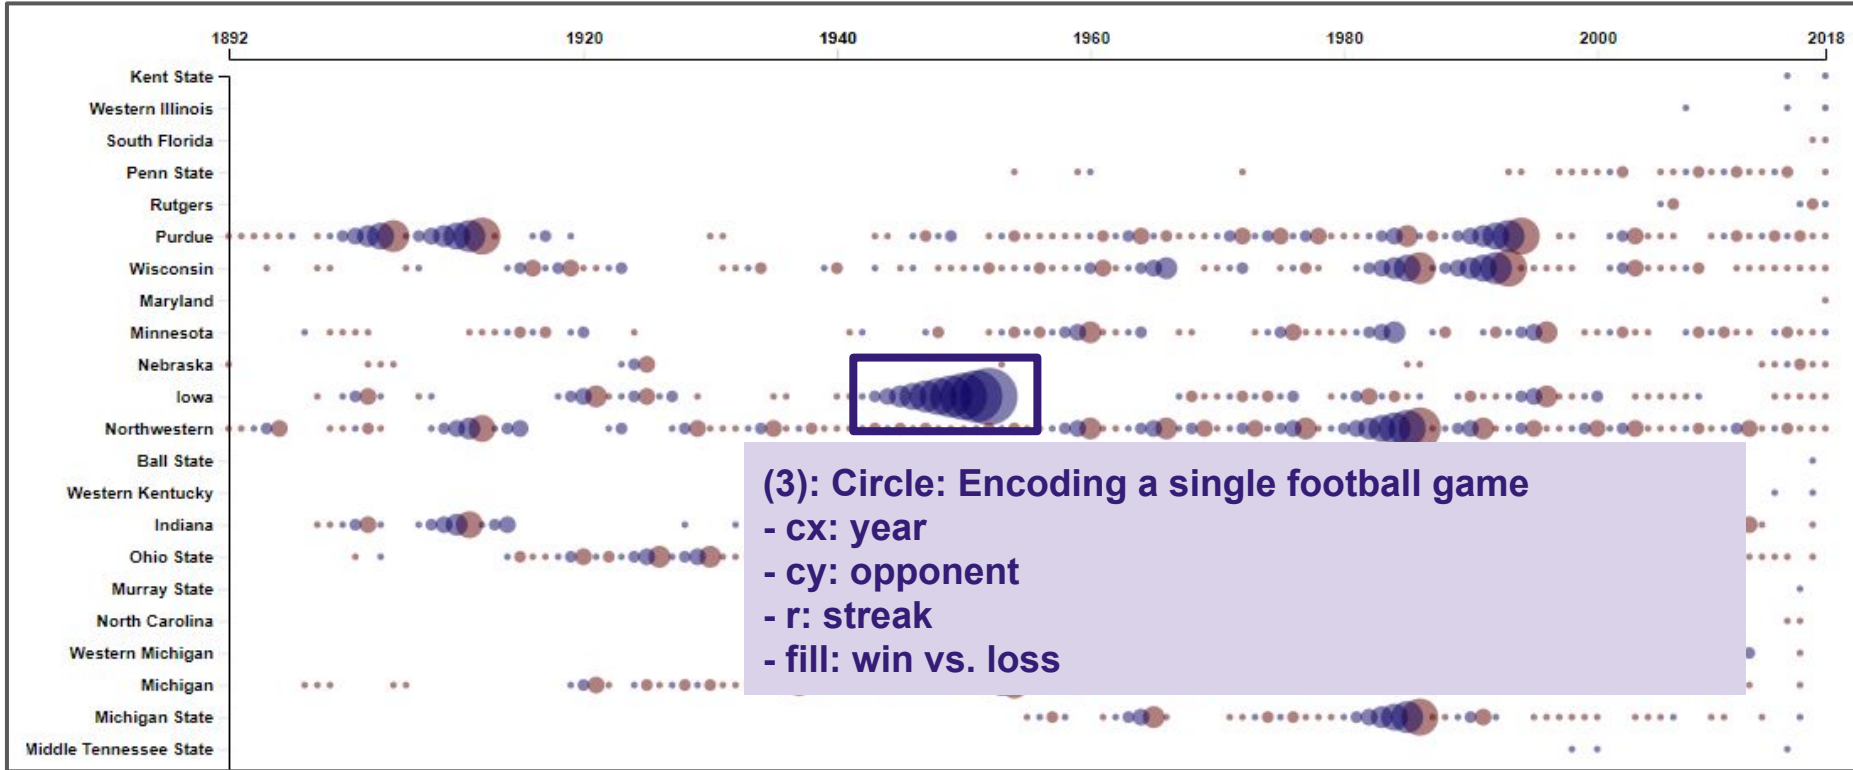 1892 1920 1940 1960 1980 2000 2018
Kent State
Western Illinois
South Florida
Penn State
Rutgers
Purdue
Wisconsin
Maryland
Minnesota
Nebraska
Iowa
Northwestern
Ball State
Western Kentucky
Indiana
Ohio State
Murray State
North Carolina
Western Michigan
Michigan
Michigan State
Middle Tennessee State
(3): Circle: Encoding a single football game
- cx: year
- cy: opponent
- r: streak
- fill: win vs. loss